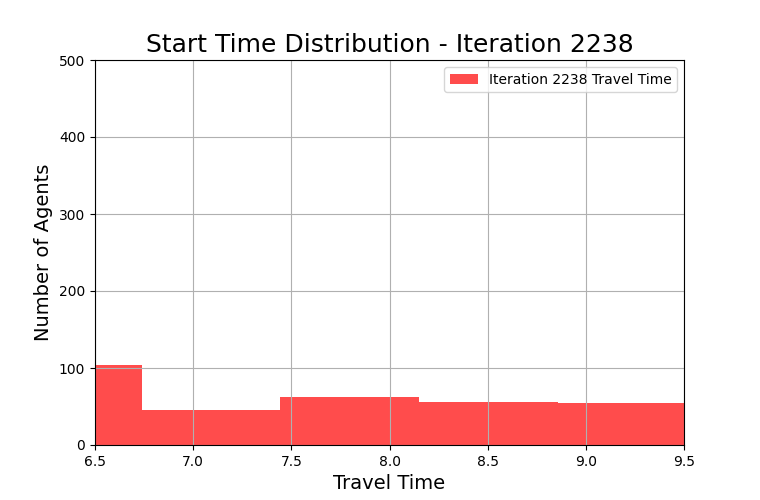 Start Time Distribution - Iteration 2238
Iteration 2238 Travel Time
Number of Agents
500
400
300
200
100
0
6.5 7.0 7.5 8.0 8.5 9.0 9.5
Travel Time